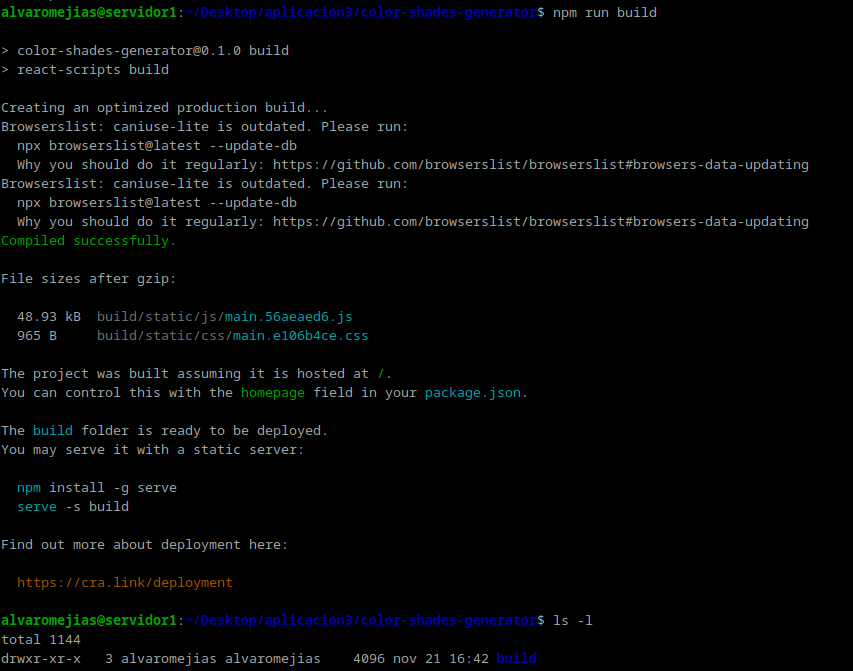 alvaromejias@servidor1:~/Desktop/aplicacion3/color-shades-generator$ npm run build
> color-shades-generator@0.1.0 build
> react-scripts build
Creating an optimized production build...
Browserslist: caniuse-lite is outdated. Please run:
npx browserslist@latest --update-db
Why you should do it regularly: https://github.com/browserslist/browserslist#browsers-data-updating
Browserslist: caniuse-lite is outdated. Please run:
npx browserslist@latest --update-db
Why you should do it regularly: https://github.com/browserslist/browserslist#browsers-data-updating
Compiled successfully.
File sizes after gzip:
48.93 kB  build/static/js/main.56aeaed6.js
965 B     build/static/css/main.e106b4ce.css
The project was built assuming it is hosted at /.
You can control this with the homepage field in your package.json.
The build folder is ready to be deployed.
You may serve it with a static server:
npm install -g serve
serve -s build
Find out more about deployment here:
https://cra.link/deployment
alvaromejias@servidor1:~/Desktop/aplicacion3/color-shades-generator$ ls -l
total 1144
drwxr-xr-x   3 alvaromejias alvaromejias    4096 nov 21 16:42 build